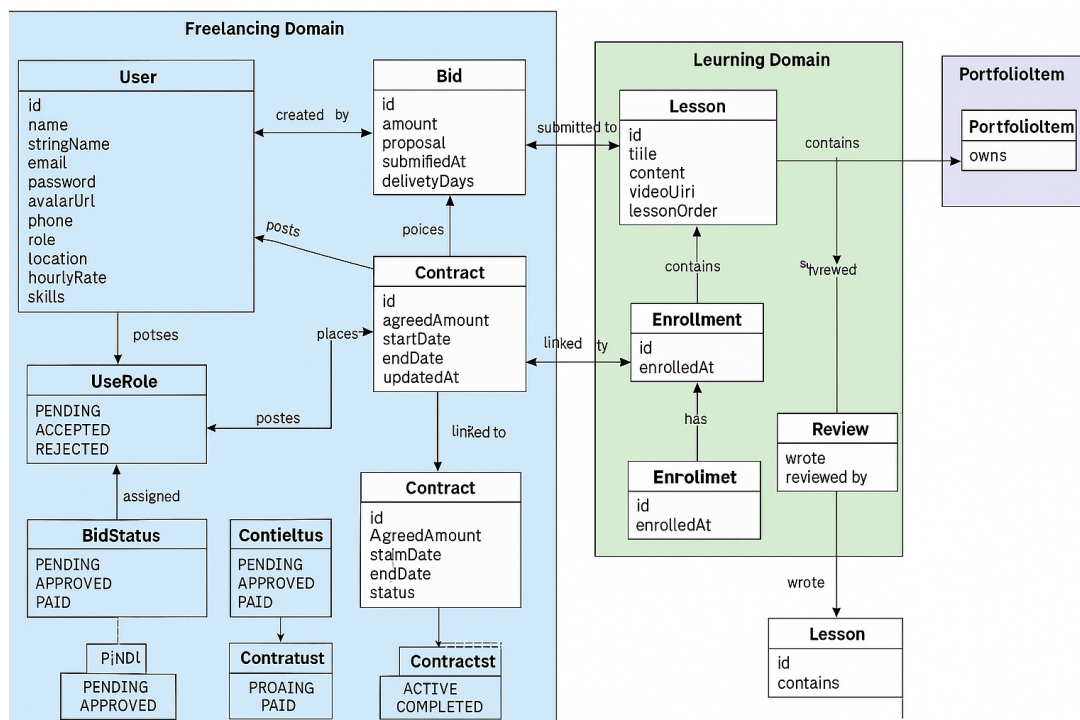 Freelancing Domain
User
id
name
stringName
email
password
avalarUrl
phone
role
location
hourlyRate
skills
created by
Bid
id
amount
proposal
submifiedAt
delivetyDays
submitted to
posts
poices
Contract
id
agreedAmount
startDate
endDate
updatedAt
potses
places
postes
UseRole
PENDING
ACCEPTED
REJECTED
linked to
assigned
BidStatus
PENDING
APPROVED
PAID
Contieltus
PENDING
APPROVED
PAID
Contract
id
AgreedAmount
endDate
status
PENDING
APPROVED
Contratust
PROAING
PAID
Contractst
ACTIVE
COMPLETED
Leurning Domain
Lesson
id
tiile
content
videoUiri
lessonOrder
contains
contains
Enrollment
id
enrolledAt
linked ty
has
Enrolimet
id
enrolledAt
Review
wrote
reviewed by
wrote
Lesson
id
contains
PortfolioItem
PortfolioItem
owns